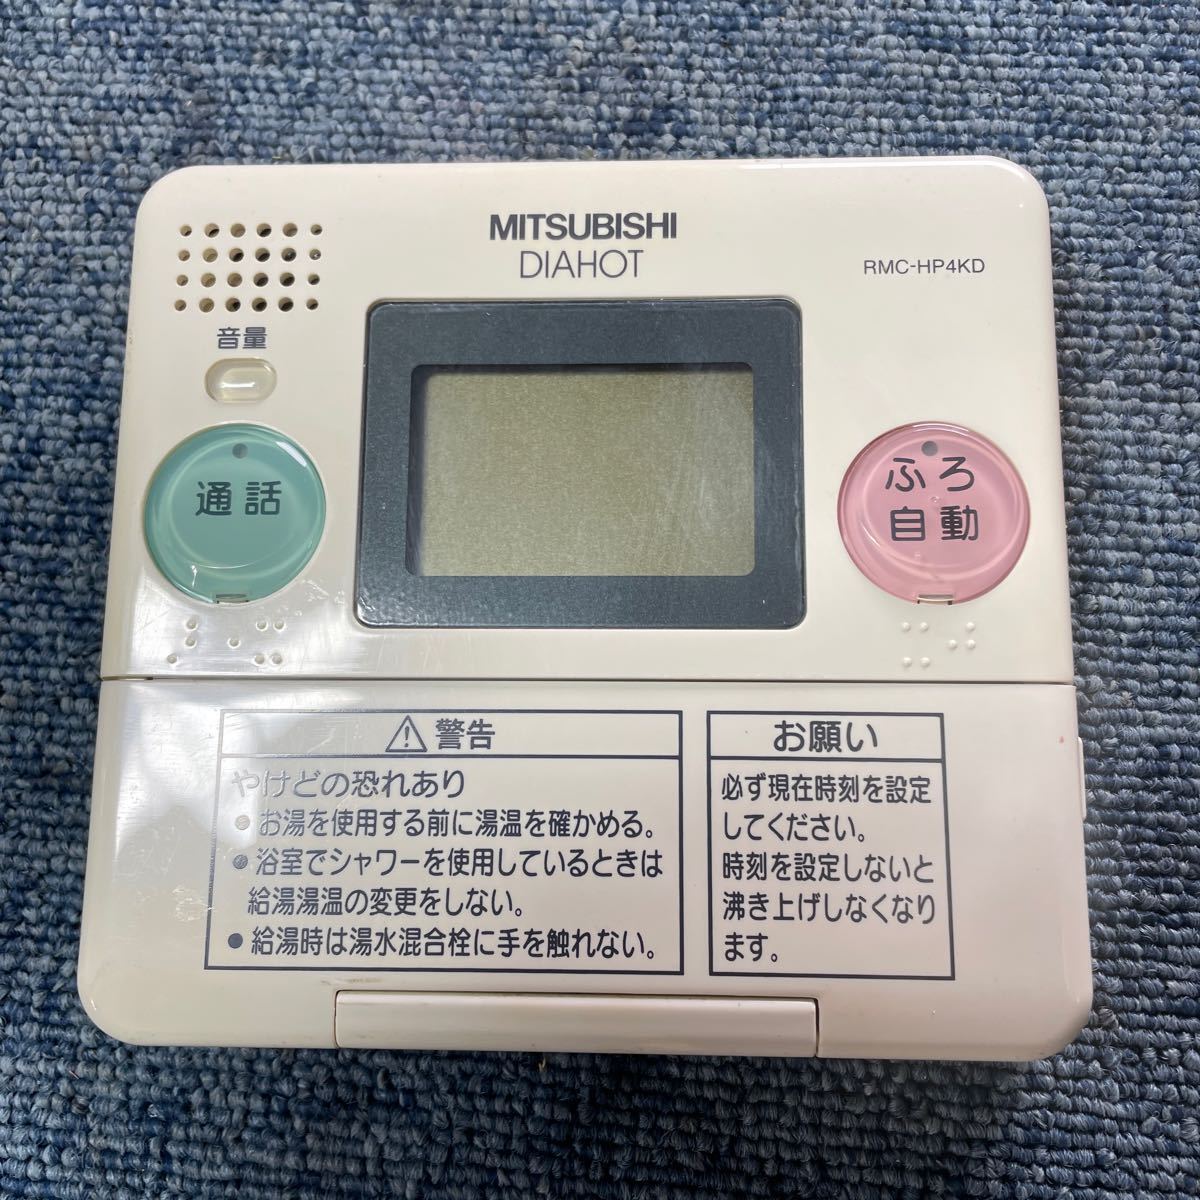 MITSUBISHI
DIAHOT
RMC-HP4KD
音量
通話
ふろ
自動
⚠警告
やけどの恐れあり
●お湯を使用する前に湯温を確かめる。
●浴室でシャワーを使用しているときは
給湯湯温の変更をしない。
●給湯時は湯水混合栓に手を触れない。
お願い
必ず現在時刻を設定
してください。
時刻を設定しないと
沸き上げしなくなり
ます。